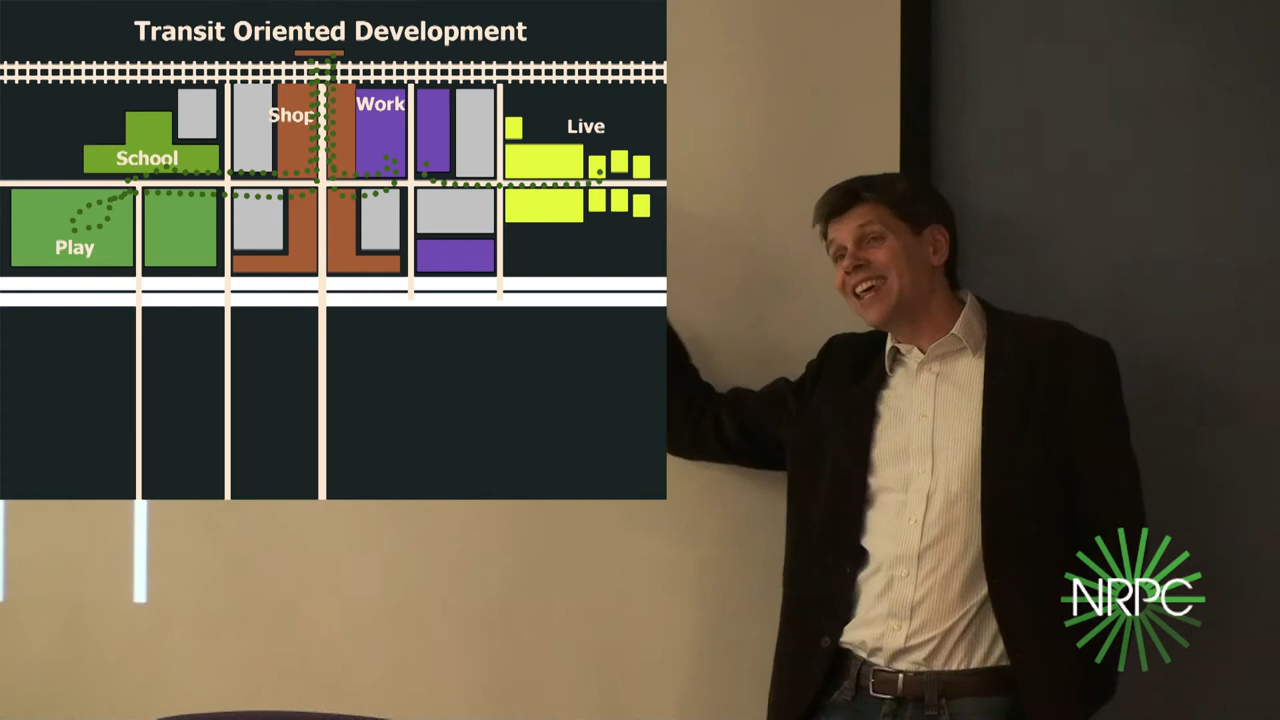 Transit Oriented Development
Shop
Work
Live
School
Play
NRPC